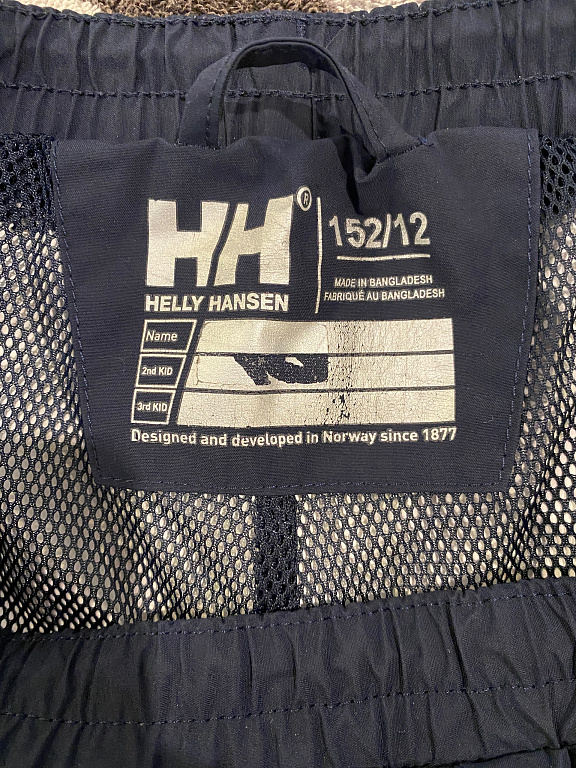 HH®
152/12
HELLY HANSEN
MADE IN BANGLADESH
FABRIQUÉ AU BANGLADESH
Name
2nd KID
3rd KID
Designed and developed in Norway since 1877